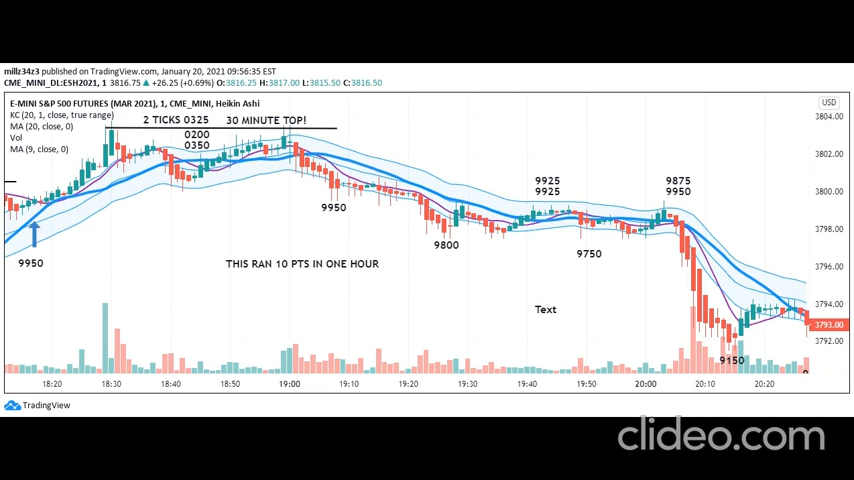 millz34z3 published on TradingView.com, January 20, 2021 09:56:35 EST
CME_MINI_DL:ESH2021, 1 3816.75 ▲ +26.25 (+0.69%) O:3816.25 H:3817.00 L:3815.50 C:3816.50
E-MINI S&P 500 FUTURES (MAR 2021), 1, CME_MINI, Heikin Ashi
USD
KC (20, 1, close, true range)
MA (20, close, 0)
Vol
MA (9, close, 0)
2 TICKS 0325 30 MINUTE TOP!
0200
0350
3804.00
3802.00
3800.00
3798.00
3796.00
3794.00
3793.00
3792.00
9925
9925
9875
9950
9950
9800
9750
9950
THIS RAN 10 PTS IN ONE HOUR
Text
9150
18:20 18:30 18:40 18:50 19:00 19:10 19:20 19:30 19:40 19:50 20:00 20:10 20:20
TradingView
clideo.com